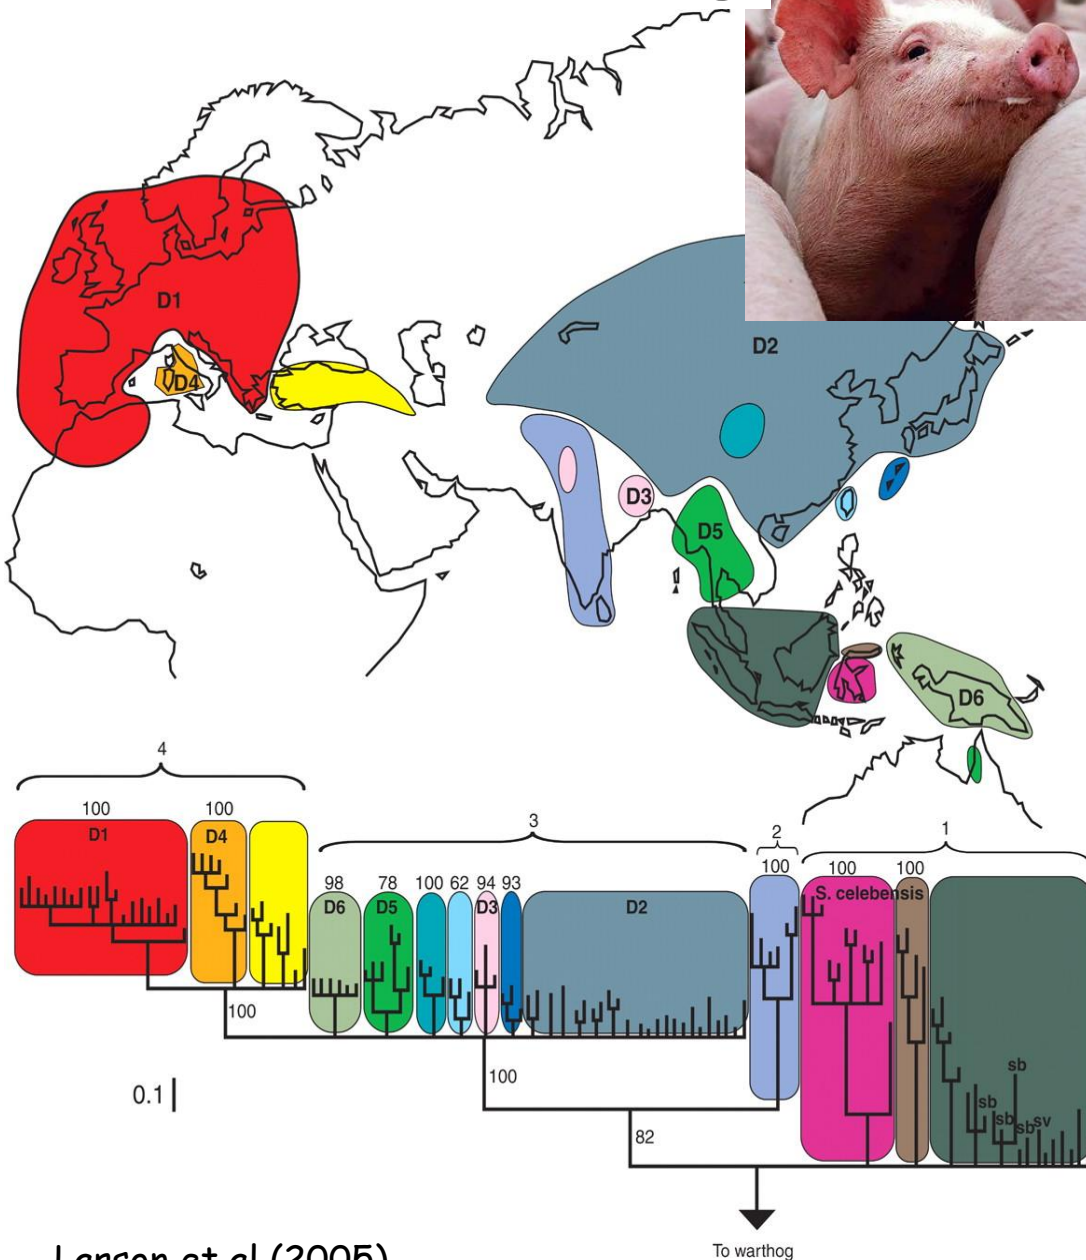 D1
D2
D4
D3
D5
D6
4
3
2
1
100
100
100
100
100
98
78
100
62
94
93
D1
D4
D6
D5
D3
D2
S. celebensis
100
100
82
0.1
sb
sb
sb
sb
sv
To warthog
Larson et al (2005)